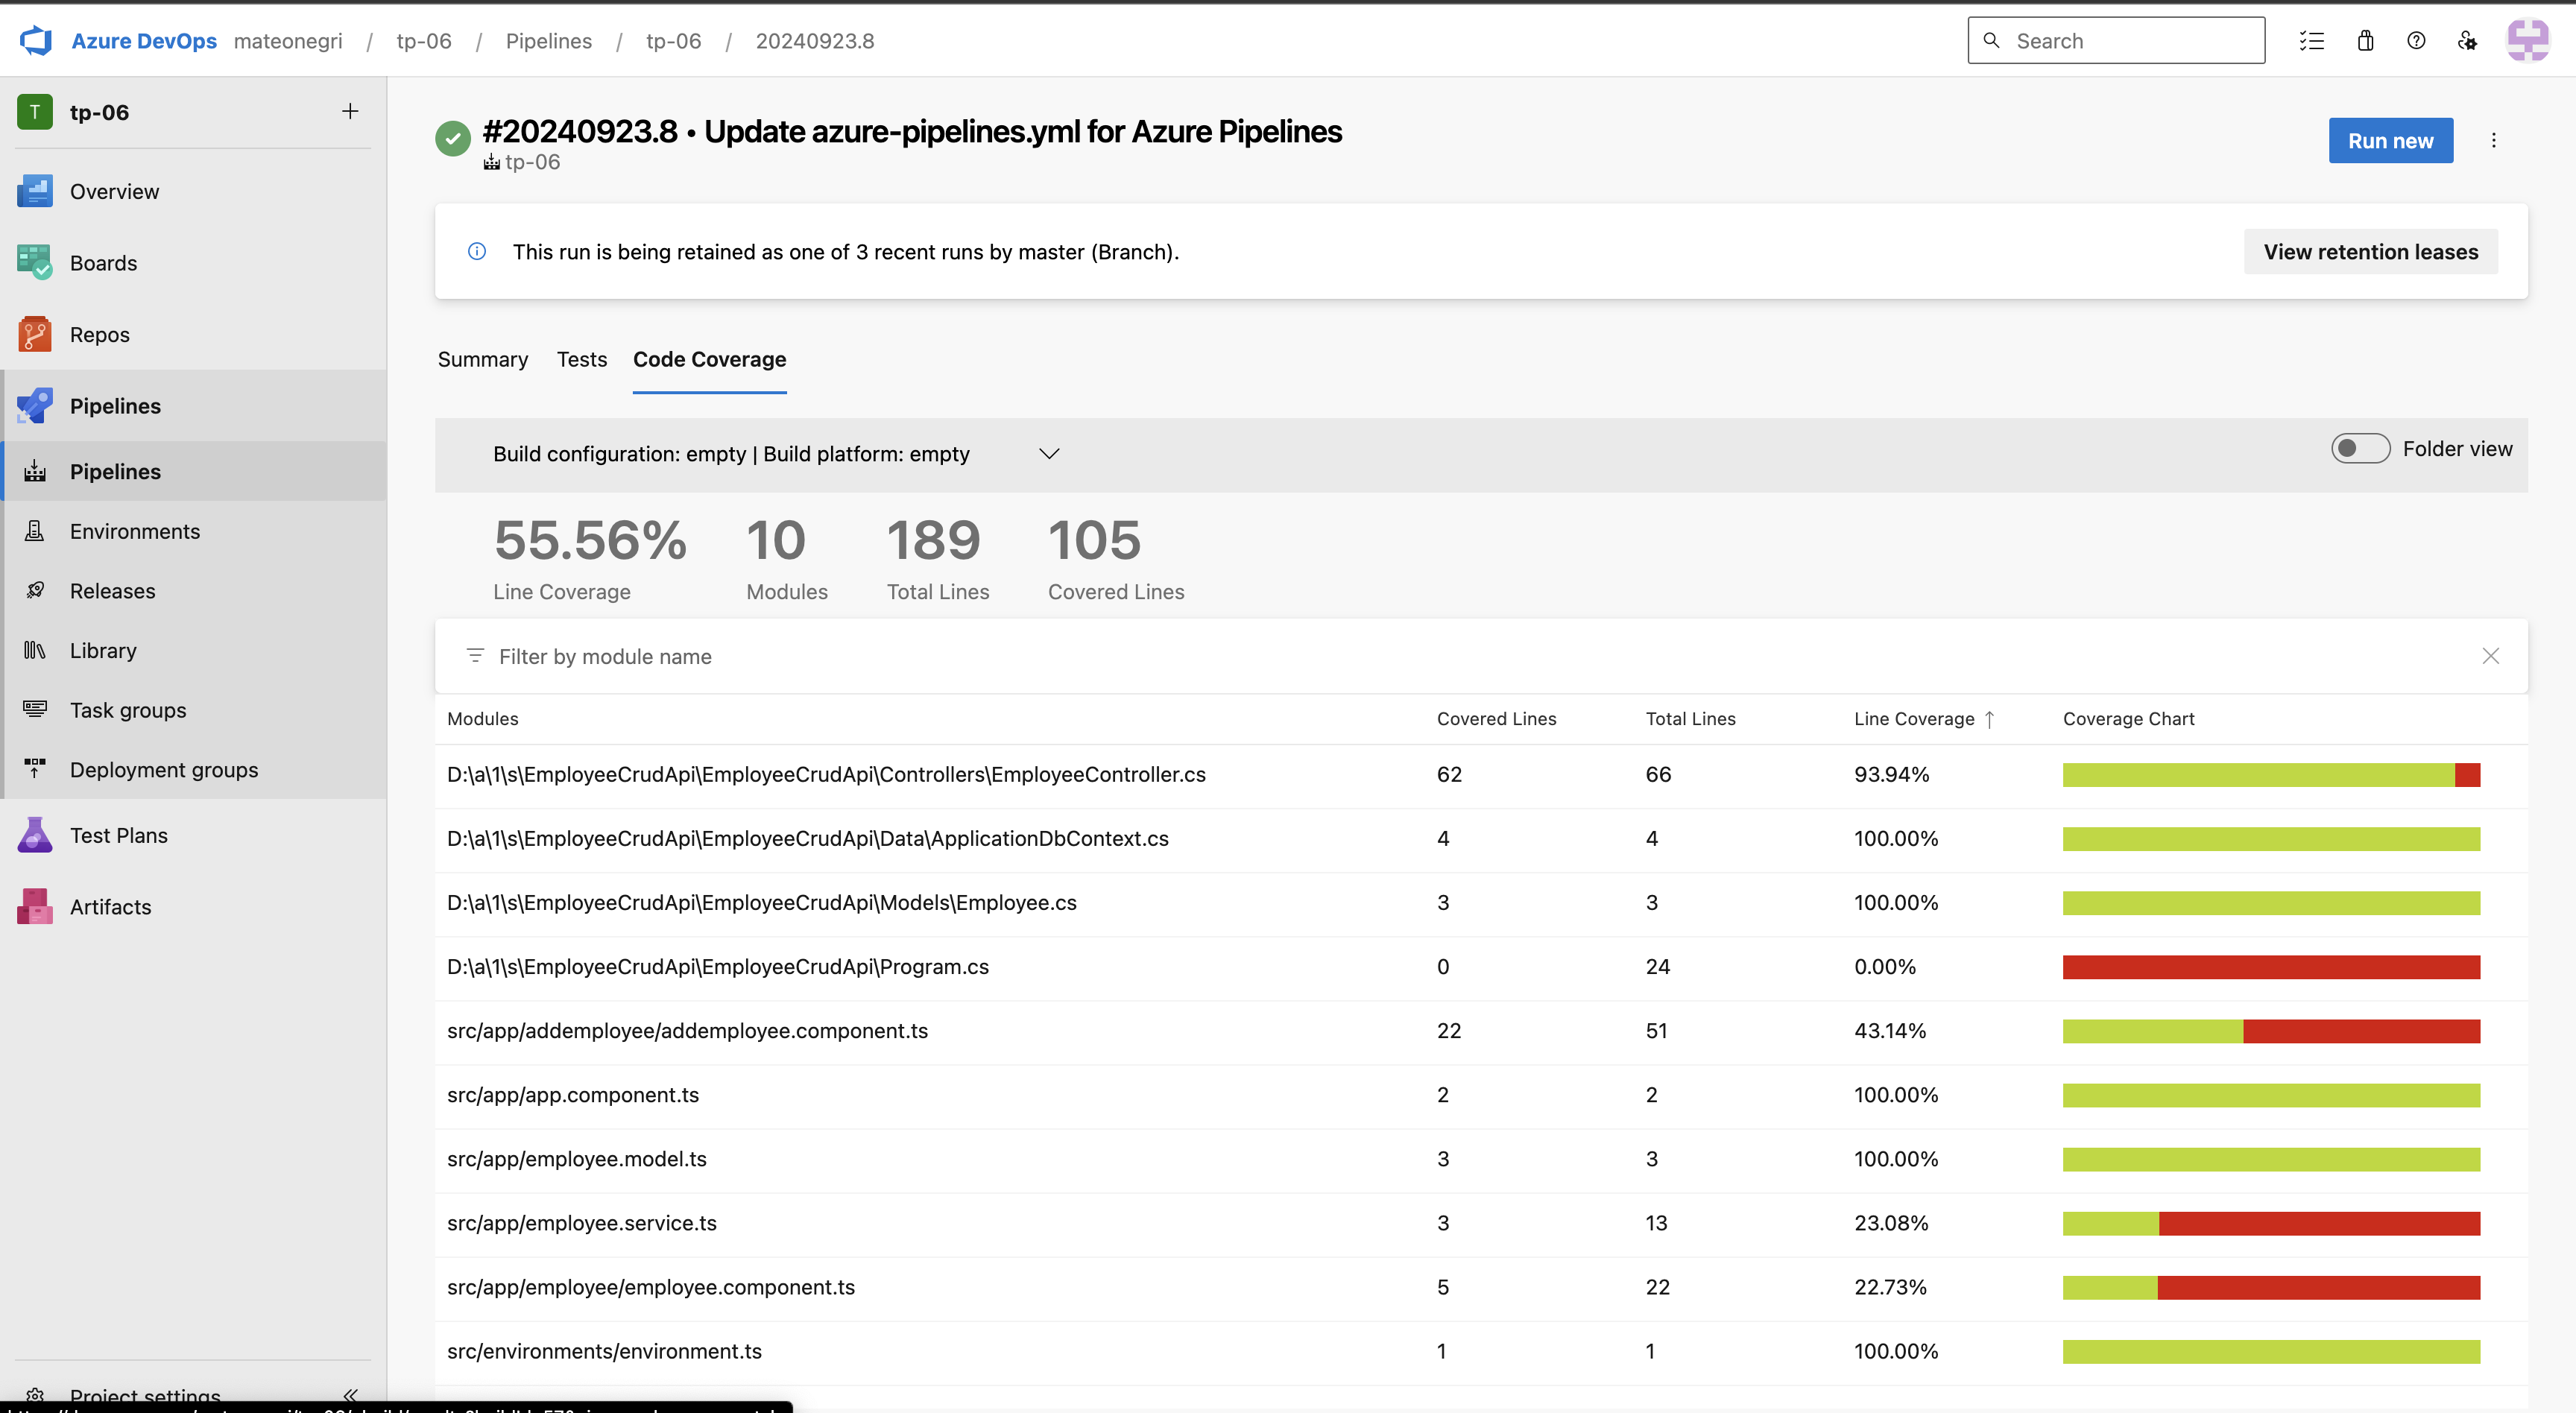 Azure DevOps mateonegri / tp-06 / Pipelines / tp-06 / 20240923.8
Search
T tp-06
Overview
Boards
Repos
Pipelines
Pipelines
Environments
Releases
Library
Task groups
Deployment groups
Test Plans
Artifacts
Project settings
#20240923.8 • Update azure-pipelines.yml for Azure Pipelines
tp-06
Run new
This run is being retained as one of 3 recent runs by master (Branch).
View retention leases
Summary Tests Code Coverage
Build configuration: empty | Build platform: empty
Folder view
55.56% 10 189 105
Line Coverage Modules Total Lines Covered Lines
Filter by module name
Modules Covered Lines Total Lines Line Coverage ↑ Coverage Chart
D:\a\1\s\EmployeeCrudApi\EmployeeCrudApi\Controllers\EmployeeController.cs 62 66 93.94%
D:\a\1\s\EmployeeCrudApi\EmployeeCrudApi\Data\ApplicationDbContext.cs 4 4 100.00%
D:\a\1\s\EmployeeCrudApi\EmployeeCrudApi\Models\Employee.cs 3 3 100.00%
D:\a\1\s\EmployeeCrudApi\EmployeeCrudApi\Program.cs 0 24 0.00%
src/app/addemployee/addemployee.component.ts 22 51 43.14%
src/app/app.component.ts 2 2 100.00%
src/app/employee.model.ts 3 3 100.00%
src/app/employee.service.ts 3 13 23.08%
src/app/employee/employee.component.ts 5 22 22.73%
src/environments/environment.ts 1 1 100.00%